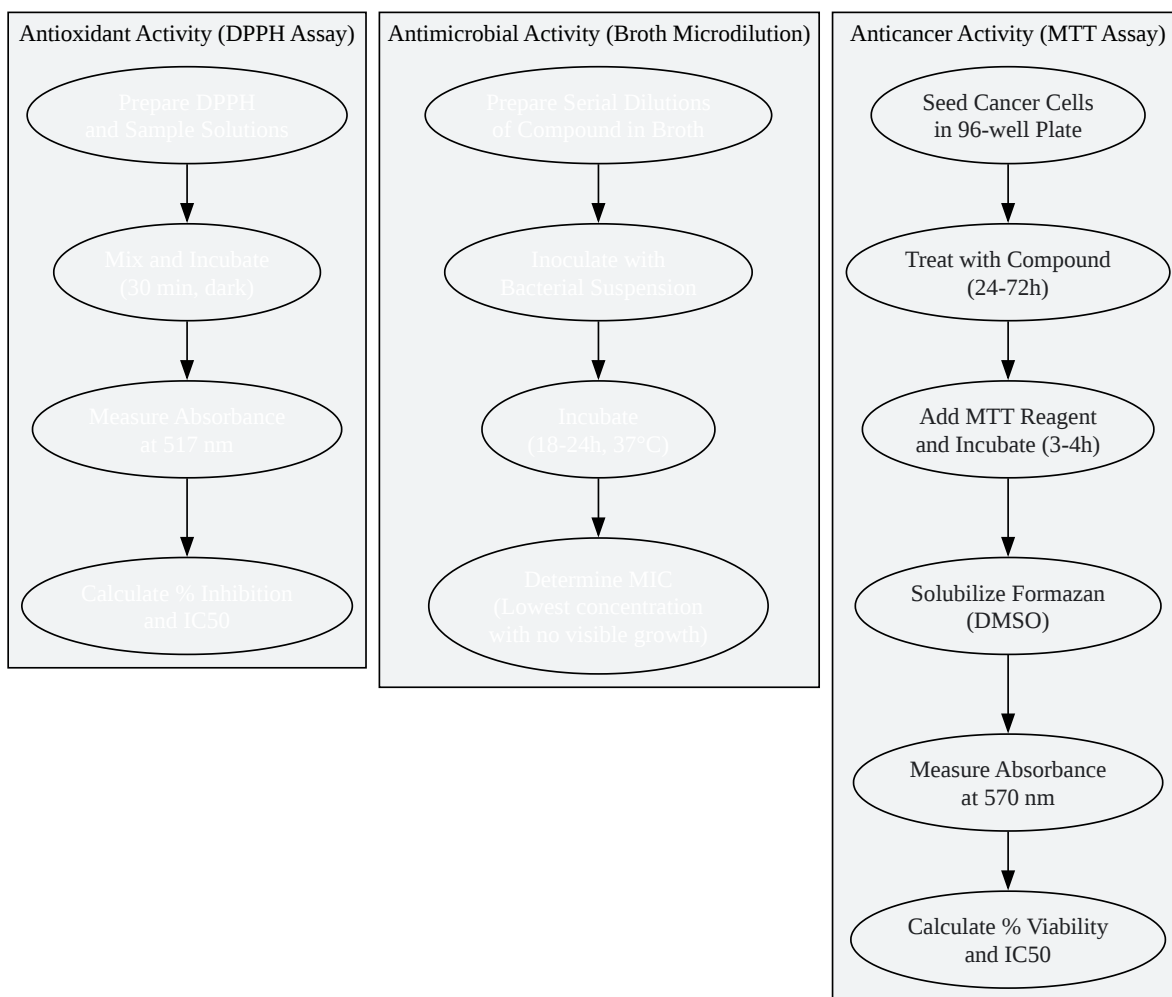 Antioxidant Activity (DPPH Assay)
Prepare DPPH
and Sample Solutions
Mix and Incubate
(30 min, dark)
Measure Absorbance
at 517 nm
Calculate % Inhibition
and IC50
Antimicrobial Activity (Broth Microdilution)
Prepare Serial Dilutions
of Compound in Broth
Inoculate with
Bacterial Suspension
Incubate
(18-24h, 37°C)
Determine MIC
(Lowest concentration
with no visible growth)
Anticancer Activity (MTT Assay)
Seed Cancer Cells
in 96-well Plate
Treat with Compound
(24-72h)
Add MTT Reagent
and Incubate (3-4h)
Solubilize Formazan
(DMSO)
Measure Absorbance
at 570 nm
Calculate % Viability
and IC50